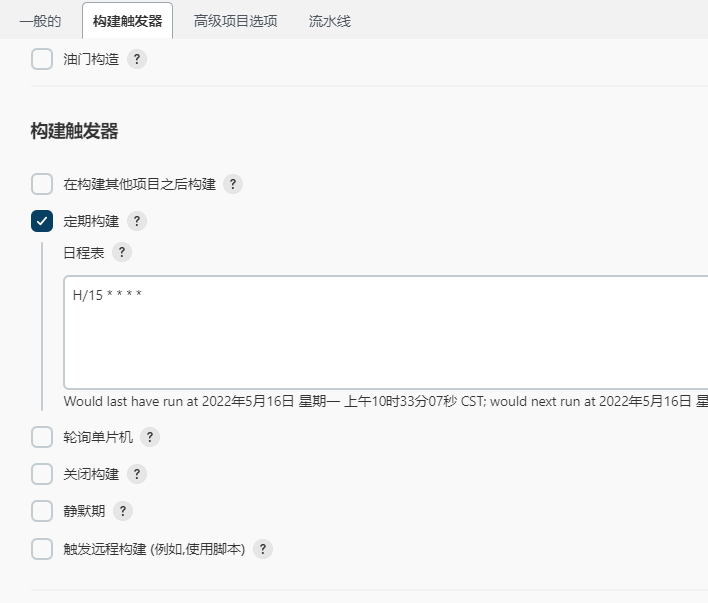 一般的 构建触发器 高级项目选项 流水线
油门构造 ?
构建触发器
在构建其他项目之后构建 ?
定期构建 ?
日程表 ?
H/15 * * * *
Would last have run at 2022年5月16日 星期一 上午10时33分07秒 CST; would next run at 2022年5月16日 星
轮询单片机 ?
关闭构建 ?
静默期 ?
触发远程构建 (例如,使用脚本) ?